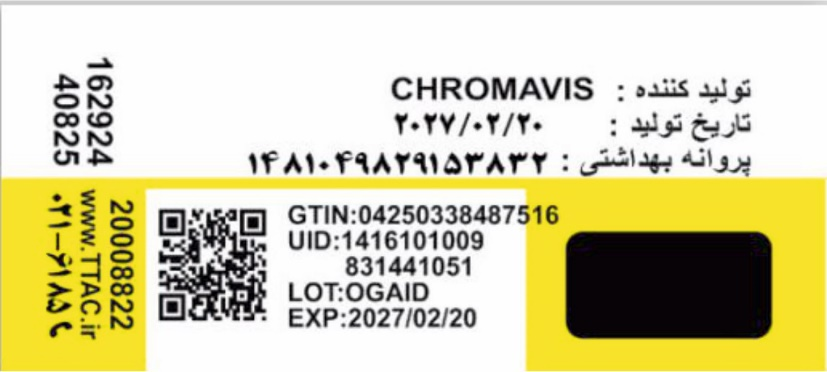 تولید کننده : CHROMAVIS
تاریخ تولید : ۲۰۲۷/۰۲/۲۰
پروانه بهداشتی : ۱۴۸۱۰۴۹۸۲۹۱۵۳۸۳۲
162924
40825
GTIN:04250338487516
UID:1416101009
831441051
LOT:OGAID
EXP:2027/02/20
20008822
www.TTAC.ir
۰۲۱-۶۱۸۵